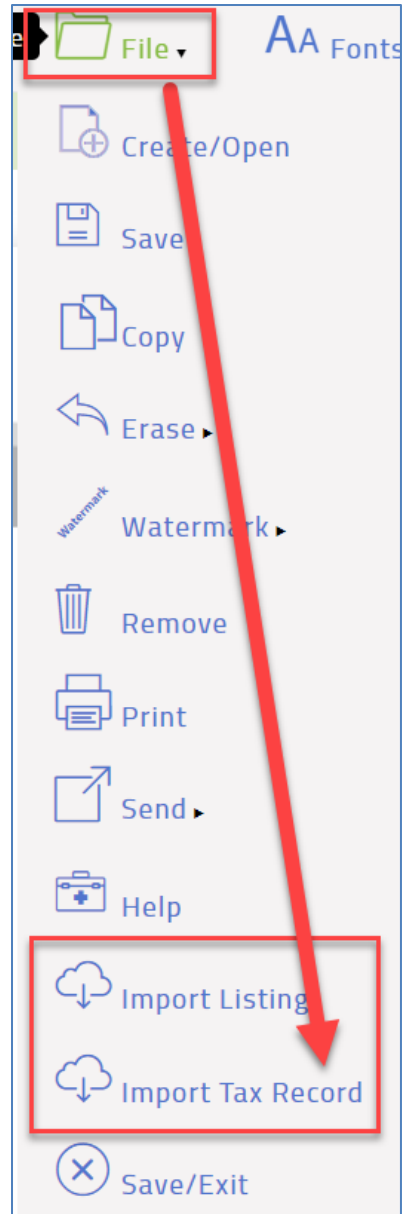 e
File
AA Fonts
Create/Open
Save
Copy
Erase
Watermark
Watermark
Remove
Print
Send
Help
Import Listing
Import Tax Record
Save/Exit